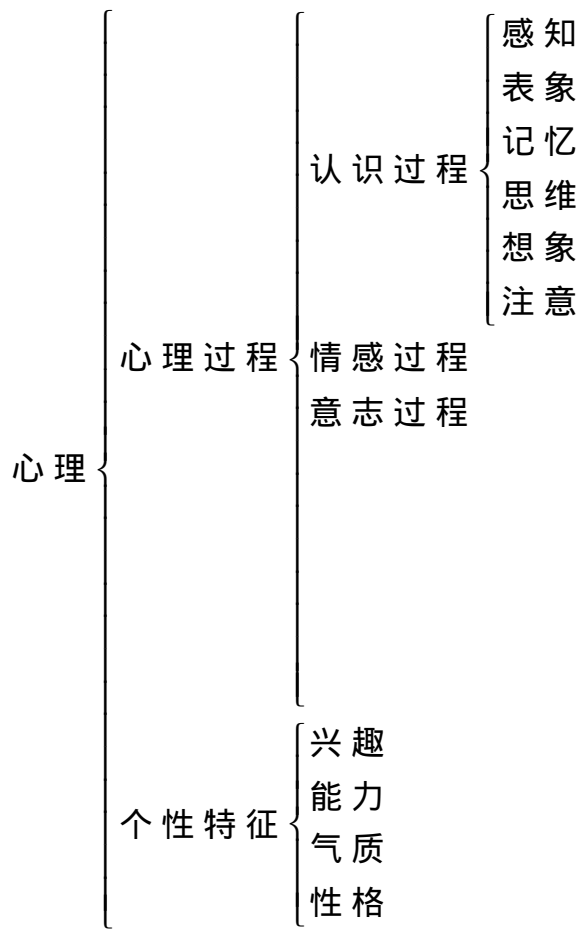 感知
表象
记忆
认识过程
思维
想象
注意
心理过程
情感过程
意志过程
心理
兴趣
能力
个性特征
气质
性格